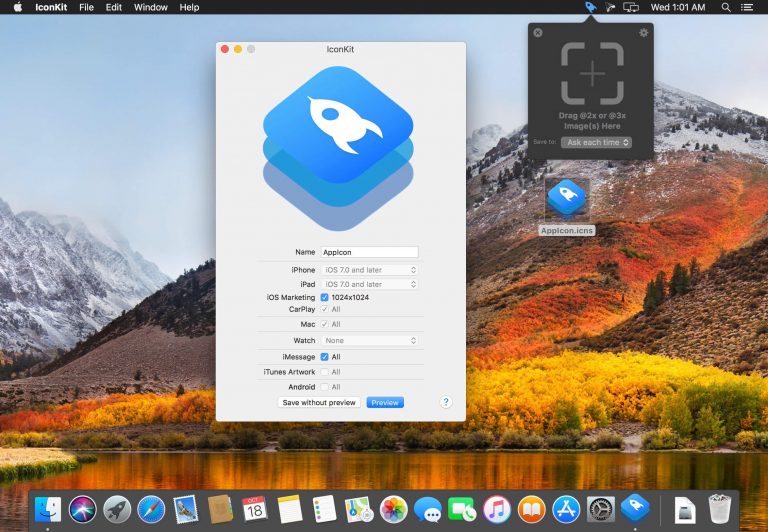 IconKit File Edit Window Help
Wed 1:01 AM
IconKit
Drag @2x or @3x
Image(s) Here
Save to: Ask each time
AppIcon.icns
Name AppIcon
iPhone iOS 7.0 and later
iPad iOS 7.0 and later
iOS Marketing 1024x1024
CarPlay All
Mac All
Watch None
iMessage All
iTunes Artwork All
Android All
Save without preview Preview ?
OCT
18